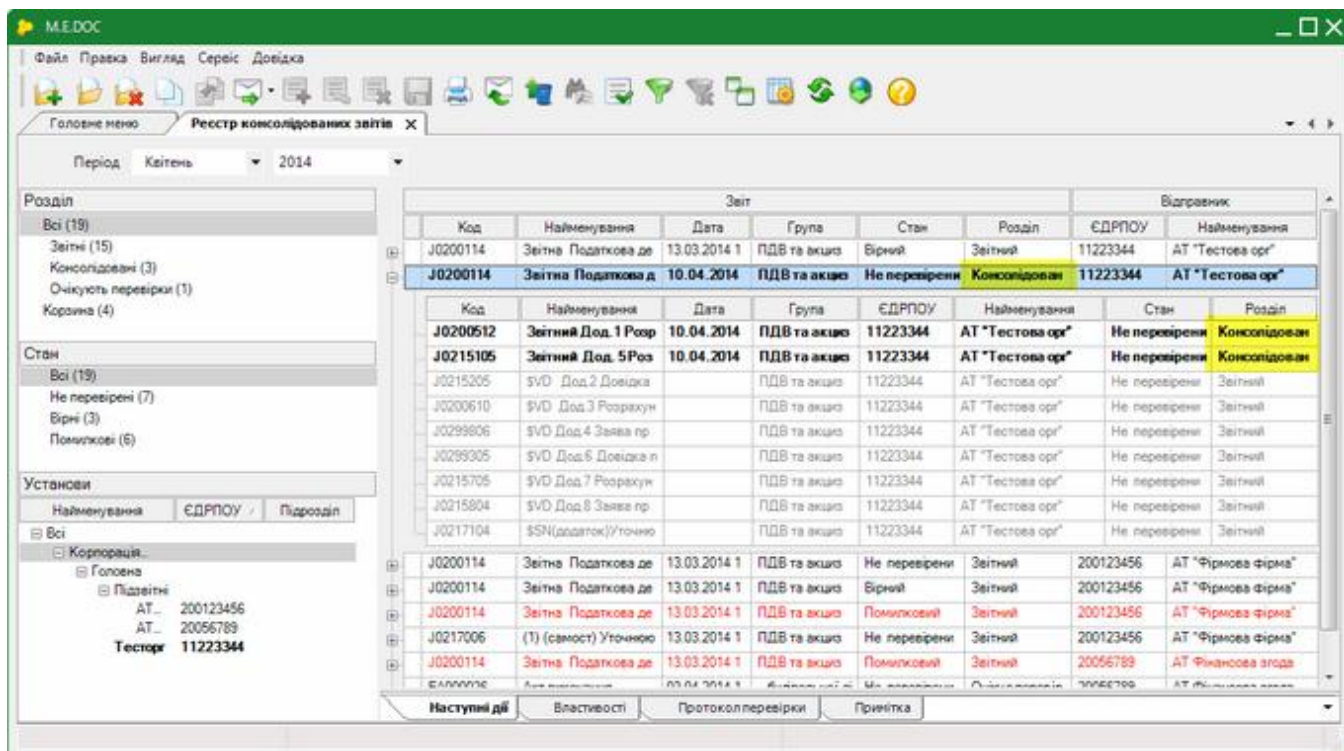 M.E.DOC
Файл Правка Вигляд Сервіс Довідка
Головне меню Реєстр консолідованих звітів X
Період Квітень 2014
Розділ
Всі (19)
Звітні (15)
Консолідовані (3)
Очікують перевірки (1)
Корзина (4)
Стан
Всі (19)
Не перевірені (7)
Вірні (3)
Помилкові (6)
Установи
Найменування ЄДРПОУ Підрозділ
Всі
Корпорація..
Головна
Підзвітні
АТ... 200123456
АТ... 20056789
Тесторг 11223344
Звіт Відправник
Код Найменування Дата Група Стан Розділ ЄДРПОУ Найменування
J0200114 Звітна Податкова де 13.03.2014 1 ПДВ та акциз Вірний Звітний 11223344 АТ "Тестова орг"
J0200114 Звітна Податкова д 10.04.2014 ПДВ та акциз Не перевірени Консолідован 11223344 АТ "Тестова орг"
Код Найменування Дата Група ЄДРПОУ Найменування Стан Розділ
J0200512 Звітний Дод. 1 Розр 10.04.2014 ПДВ та акциз 11223344 АТ "Тестова орг" Не перевірени Консолідован
J0215105 Звітний Дод. 5 Роз 10.04.2014 ПДВ та акциз 11223344 АТ "Тестова орг" Не перевірени Консолідован
J0215205 $VD Дод.2 Довідка ПДВ та акциз 11223344 АТ "Тестова орг" Не перевірени Звітний
J0200610 $VD Дод.3 Розрахун ПДВ та акциз 11223344 АТ "Тестова орг" Не перевірени Звітний
J0299806 $VD Дод.4 Заява пр ПДВ та акциз 11223344 АТ "Тестова орг" Не перевірени Звітний
J0299305 $VD Дод.6 Довідка п ПДВ та акциз 11223344 АТ "Тестова орг" Не перевірени Звітний
J0215705 $VD Дод.7 Розрахун ПДВ та акциз 11223344 АТ "Тестова орг" Не перевірени Звітний
J0215804 $VD Дод.8 Заява пр ПДВ та акциз 11223344 АТ "Тестова орг" Не перевірени Звітний
J0217104 $SN(додаток)Уточню ПДВ та акциз 11223344 АТ "Тестова орг" Не перевірени Звітний
J0200114 Звітна Податкова де 13.03.2014 1 ПДВ та акциз Не перевірени Звітний 200123456 АТ "Фірмова фірма"
J0200114 Звітна Податкова де 13.03.2014 1 ПДВ та акциз Вірний Звітний 200123456 АТ "Фірмова фірма"
J0200114 Звітна Податкова де 13.03.2014 1 ПДВ та акциз Помилковий Звітний 200123456 АТ "Фірмова фірма"
J0217006 (1) (самост) Уточнюю 13.03.2014 1 ПДВ та акциз Не перевірени Звітний 200123456 АТ "Фірмова фірма"
J0200114 Звітна Податкова де 13.03.2014 1 ПДВ та акциз Помилковий Звітний 20056789 АТ Фінансова згода
Наступні дії Властивості Протокол перевірки Примітка